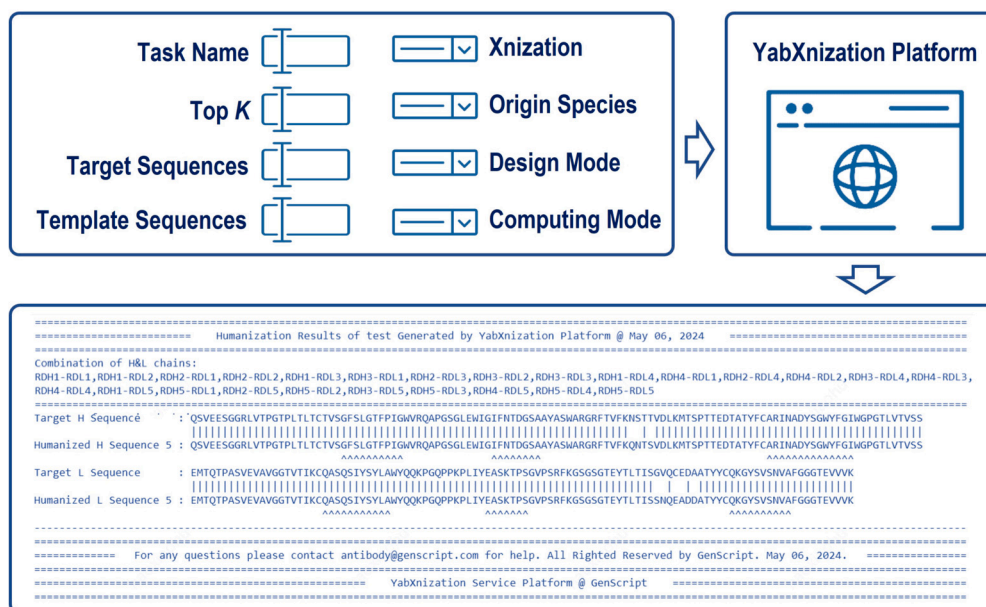 Task Name
Xnization
Top K
Origin Species
Target Sequences
Design Mode
Template Sequences
Computing Mode
YabXnization Platform
Humanization Results of test Generated by YabXnization Platform @ May 06, 2024
Combination of H&L chains:
RDH1-RDL1,RDH1-RDL2,RDH2-RDL1,RDH2-RDL2,RDH1-RDL3,RDH3-RDL1,RDH2-RDL3,RDH3-RDL2,RDH3-RDL3,RDH1-RDL4,RDH4-RDL1,RDH2-RDL4,RDH4-RDL2,RDH3-RDL4,RDH4-RDL3,
RDH4-RDL4,RDH1-RDL5,RDH5-RDL1,RDH2-RDL5,RDH5-RDL2,RDH3-RDL5,RDH5-RDL3,RDH4-RDL5,RDH5-RDL4,RDH5-RDL5
Target H Sequence : QSVEESGGRLVTPGTPLTLTCTVSGFSLGTFPIGWVRQAPGSGLEWIGIFNTDGSAAYASWARGRFTVFKNSTTVDLKMTSPTTEDTATYFCARINADYSGWYFGIWGPGTLVTVSS
Humanized H Sequence 5 : QSVEESGGRLVTPGTPLTLTCTVSGFSLGTFPIGWVRQAPGSGLEWIGIFNTDGSAAYASWARGRFTVFKQNTSVDLKMTSPTTEDTATYFCARINADYSGWYFGIWGPGTLVTVSS
Target L Sequence : EMTQTPASVEVAVGGTVTIKCQASQSIYSYLAWYQQKPGQPPKPLIYEASKTPSGVPSRFKGSGSGTEYTLTISGVQCEDAATYYCQKGYSVSNVAFGGGTEVVVK
Humanized L Sequence 5 : EMTQTPASVEVAVGGTVTIKCQASQSIYSYLAWYQQKPGQPPKPLIYEASKTPSGVPSRFKGSGSGTEYTLTISSNQEADDATYYCQKGYSVSNVAFGGGTEVVVK
For any questions please contact antibody@genscript.com for help. All Righted Reserved by GenScript. May 06, 2024.
YabXnization Service Platform @ GenScript